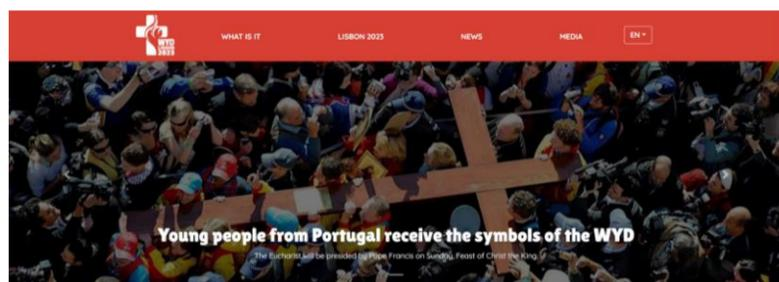 WYD
2023
WHAT IS IT
LISBON 2023
NEWS
MEDIA
EN
Young people from Portugal receive the symbols of the WYD
The Eucharist will be presided by Pope Francis on Sunday, Feast of Christ the King.